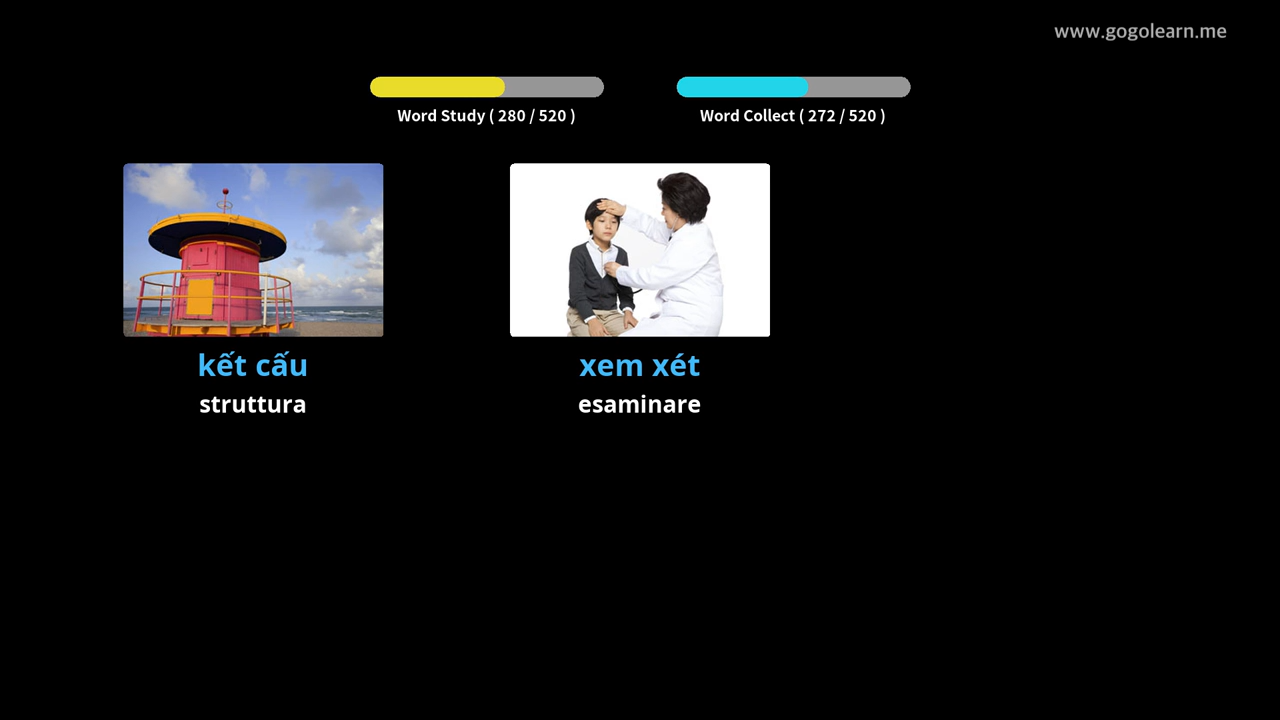 www.gogolearn.me
Word Study ( 280 / 520 )
Word Collect ( 272 / 520 )
kết cấu
struttura
xem xét
esaminare